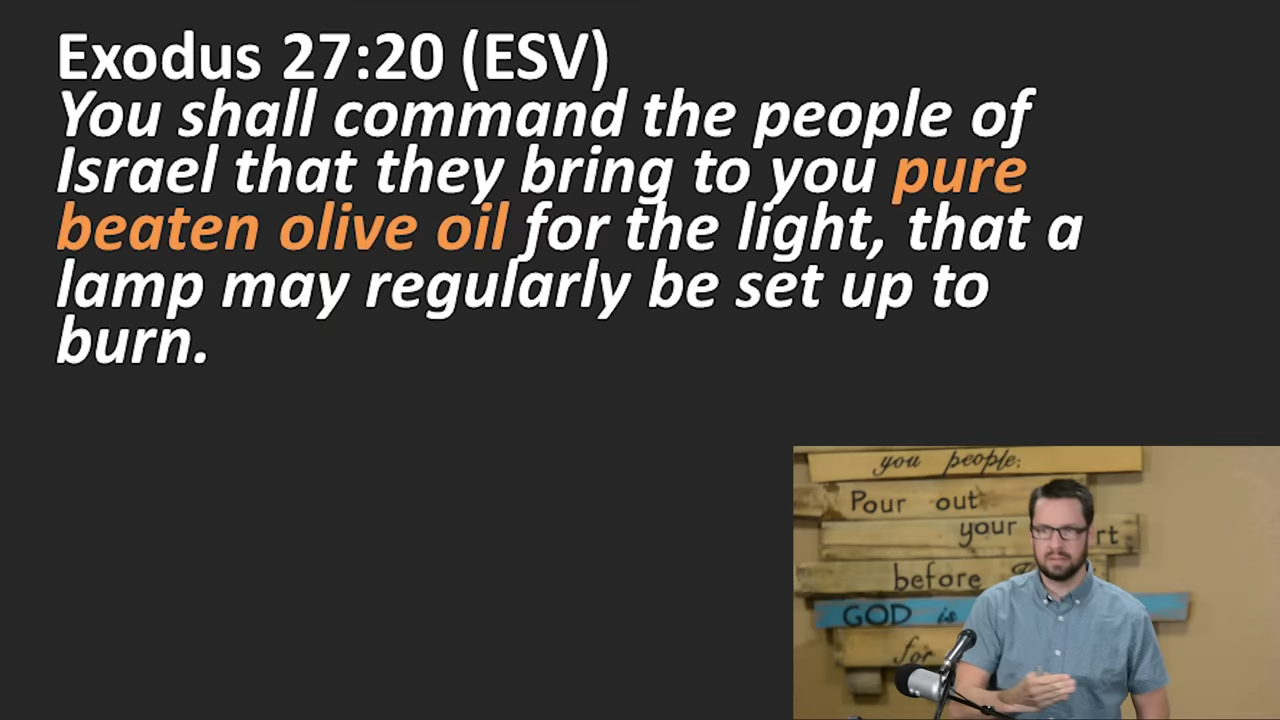 Exodus 27:20 (ESV)
You shall command the people of
Israel that they bring to you pure
beaten olive oil for the light, that a
lamp may regularly be set up to
burn.
you people:
Pour out
your rt
before
GOD is
for